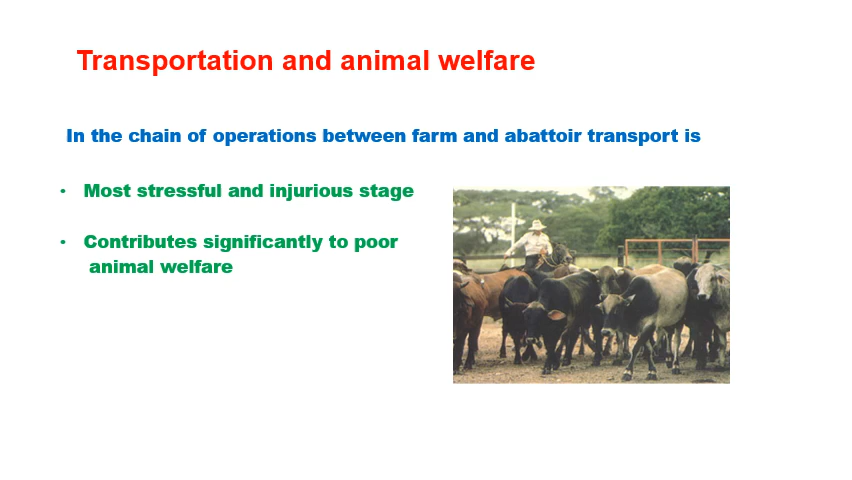 Transportation and animal welfare
In the chain of operations between farm and abattoir transport is
• Most stressful and injurious stage
• Contributes significantly to poor
animal welfare